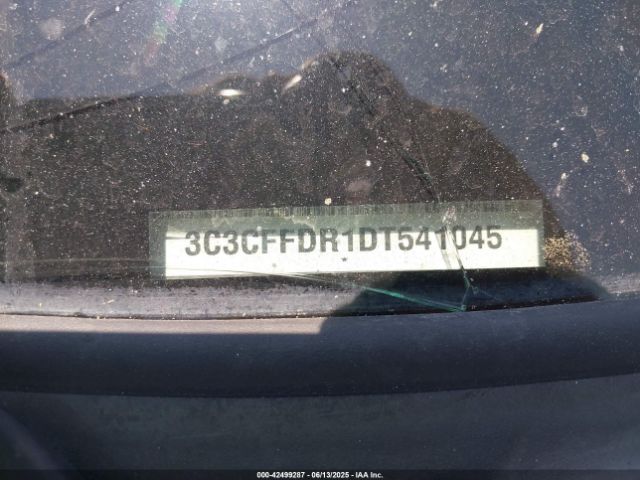 3C3CFFDR1DT541045
000-42499287 - 06/13/2025 - IAA Inc.